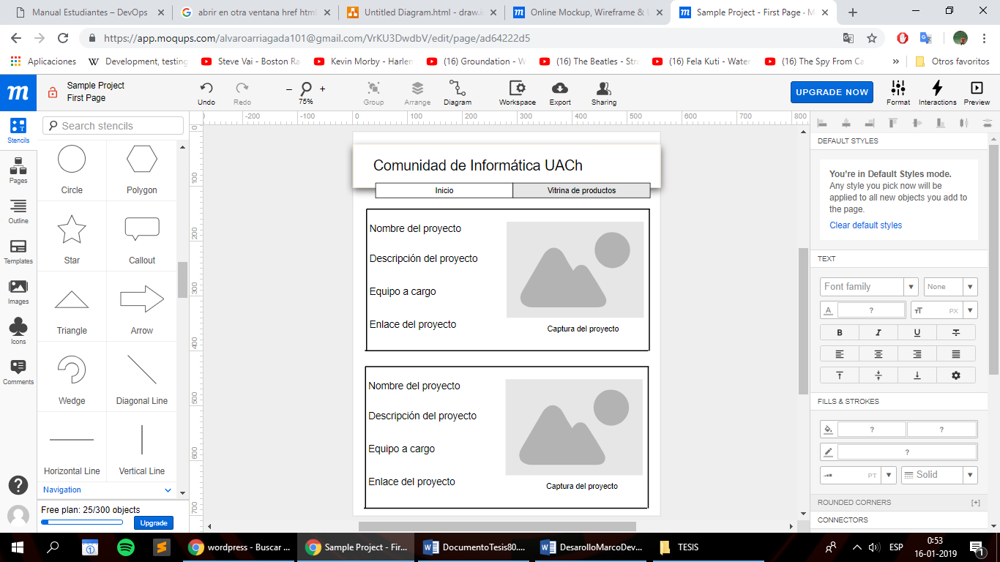 Manual Estudiantes – DevOps
abrir en otra ventana href html
Untitled Diagram.html - draw.i
Online Mockup, Wireframe &
Sample Project - First Page · M
https://app.moqups.com/alvaroarriagada101@gmail.com/VrKU3DwdbV/edit/page/ad64222d5
Aplicaciones
W Development, testing
Steve Vai - Boston Ra
Kevin Morby - Harlem
(16) Groundation - W
(16) The Beatles - Stra
(16) Fela Kuti - Water
(16) The Spy From Ca
»
Otros favoritos
m
Sample Project
First Page
Undo
Redo
– 75% +
Group
Arrange
Diagram
Workspace
Export
Sharing
UPGRADE NOW
Format
Interactions
Preview
Stencils
Pages
Outline
Templates
Images
Icons
Comments
Search stencils
Circle
Polygon
Star
Callout
Triangle
Arrow
Wedge
Diagonal Line
Horizontal Line
Vertical Line
Navigation
Free plan: 25/300 objects
Upgrade
-200 -100 0 100 200 300 400 500 600 700 800
0
100
200
300
400
500
600
700
Comunidad de Informática UACh
Inicio
Vitrina de productos
Nombre del proyecto
Descripción del proyecto
Equipo a cargo
Enlace del proyecto
Captura del proyecto
Nombre del proyecto
Descripción del proyecto
Equipo a cargo
Enlace del proyecto
Captura del proyecto
DEFAULT STYLES
You’re in Default Styles mode.
Any style you pick now will be
applied to all new objects you add to
the page.
Clear default styles
TEXT
Font family
None
A ?
TT PX
B I U T
FILLS & STROKES
? ?
?
PT
Solid
ROUNDED CORNERS [+]
CONNECTORS
wordpress - Buscar ...
Sample Project - Fir...
DocumentoTesis80....
DesarolloMarcoDev...
TESIS
ESP
0:53
16-01-2019
1